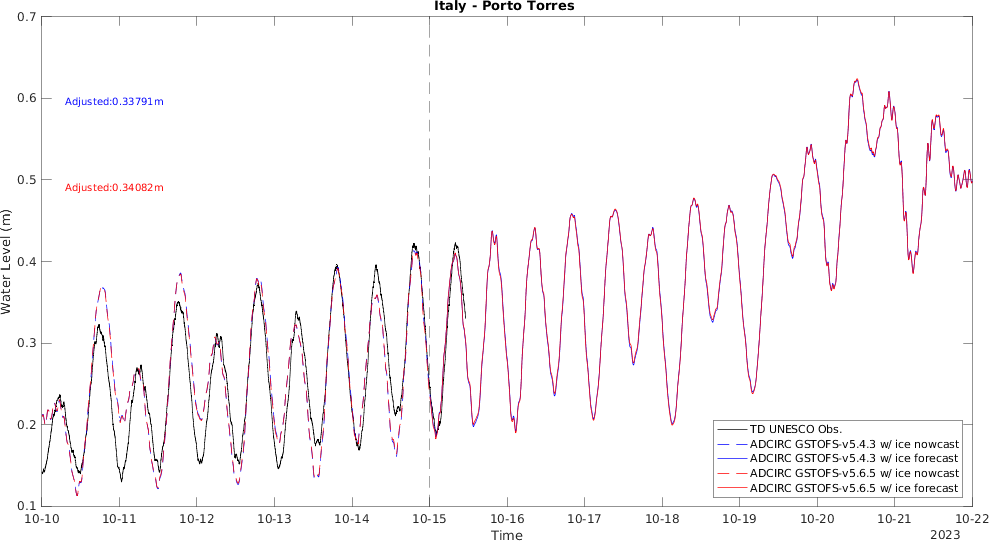 Italy - Porto Torres
0.7
0.6
0.5
0.4
0.3
0.2
0.1
Water Level (m)
Adjusted:0.33791m
Adjusted:0.34082m
TD UNESCO Obs.
ADCIRC GSTOFS-v5.4.3 w/ ice nowcast
ADCIRC GSTOFS-v5.4.3 w/ ice forecast
ADCIRC GSTOFS-v5.6.5 w/ ice nowcast
ADCIRC GSTOFS-v5.6.5 w/ ice forecast
10-10 10-11 10-12 10-13 10-14 10-15 10-16 10-17 10-18 10-19 10-20 10-21 10-22
Time
2023